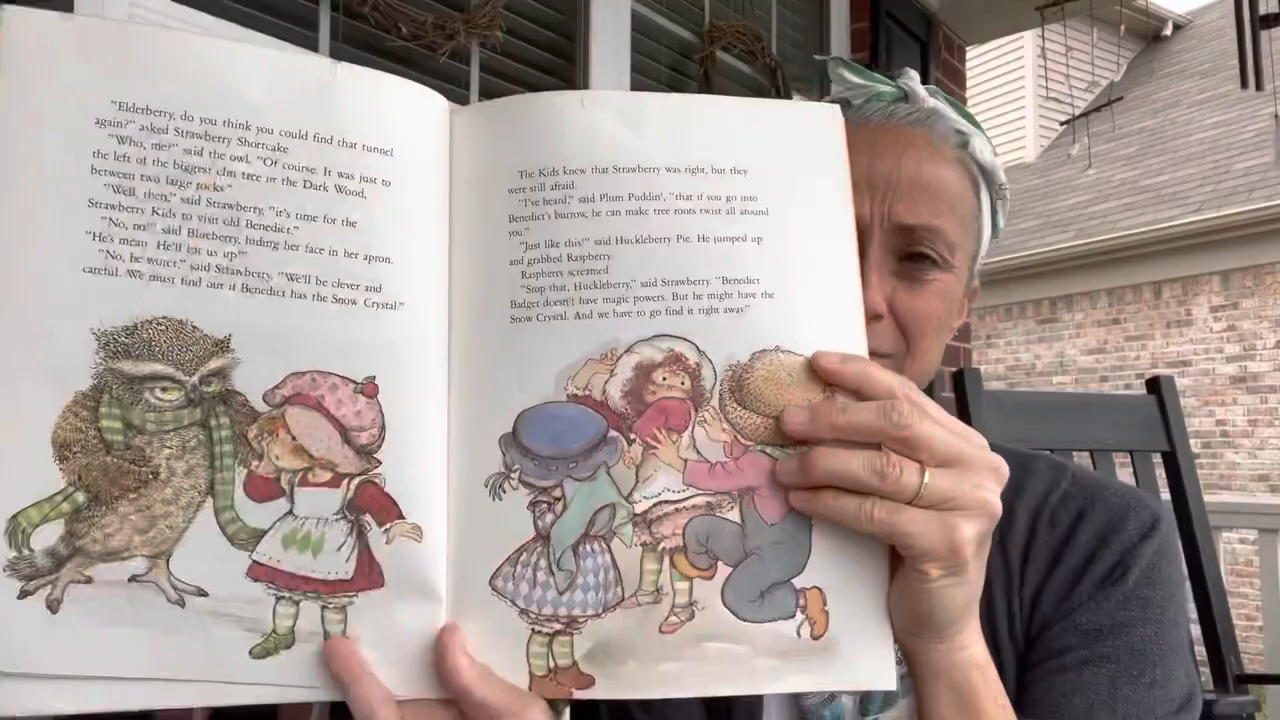 "Elderberry, do you think you could find that tunnel
again?" asked Strawberry Shortcake
"Who, me?" said the owl. "Of course. It was just to
the left of the biggest elm tree in the Dark Wood,
between two large rocks"
"Well, then," said Strawberry, "it's time for the
Strawberry Kids to visit old Benedict."
"No, no!" said Blueberry, hiding her face in her apron.
"He's mean He'll eat us up!"
"No, he won't," said Strawberry. "We'll be clever and
careful. We must find out if Benedict has the Snow Crystal."
The Kids knew that Strawberry was right, but they
were still afraid.
"I've heard," said Plum Puddin', "that if you go into
Benedict's burrow, he can make tree roots twist all around
you."
"Just like this!" said Huckleberry Pie. He jumped up
and grabbed Raspberry.
Raspberry screamed
"Stop that, Huckleberry," said Strawberry. "Benedict
Badger doesn't have magic powers. But he might have the
Snow Crystal. And we have to go find it right away"